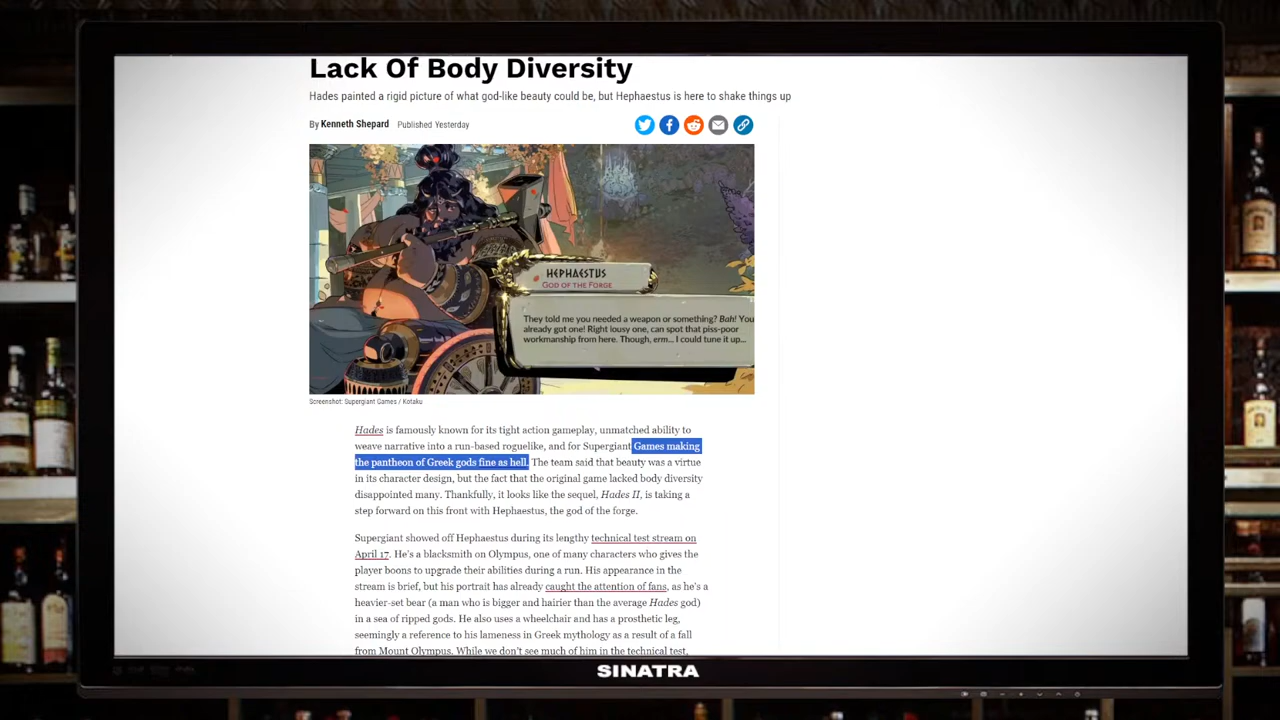 Lack Of Body Diversity
Hades painted a rigid picture of what god-like beauty could be, but Hephaestus is here to shake things up
By Kenneth Shepard Published Yesterday
HEPHAESTUS
GOD OF THE FORGE
They told me you needed a weapon or something? Bah! You
already got one! Right lousy one, can spot that piss-poor
workmanship from here. Though, erm... I could tune it up...
Screenshot: Supergiant Games / Kotaku
Hades is famously known for its tight action gameplay, unmatched ability to
weave narrative into a run-based roguelike, and for Supergiant Games making
the pantheon of Greek gods fine as hell. The team said that beauty was a virtue
in its character design, but the fact that the original game lacked body diversity
disappointed many. Thankfully, it looks like the sequel, Hades II, is taking a
step forward on this front with Hephaestus, the god of the forge.
Supergiant showed off Hephaestus during its lengthy technical test stream on
April 17. He's a blacksmith on Olympus, one of many characters who gives the
player boons to upgrade their abilities during a run. His appearance in the
stream is brief, but his portrait has already caught the attention of fans, as he's a
heavier-set bear (a man who is bigger and hairier than the average Hades god)
in a sea of ripped gods. He also uses a wheelchair and has a prosthetic leg,
seemingly a reference to his lameness in Greek mythology as a result of a fall
from Mount Olympus. While we don't see much of him in the technical test,
SINATRA